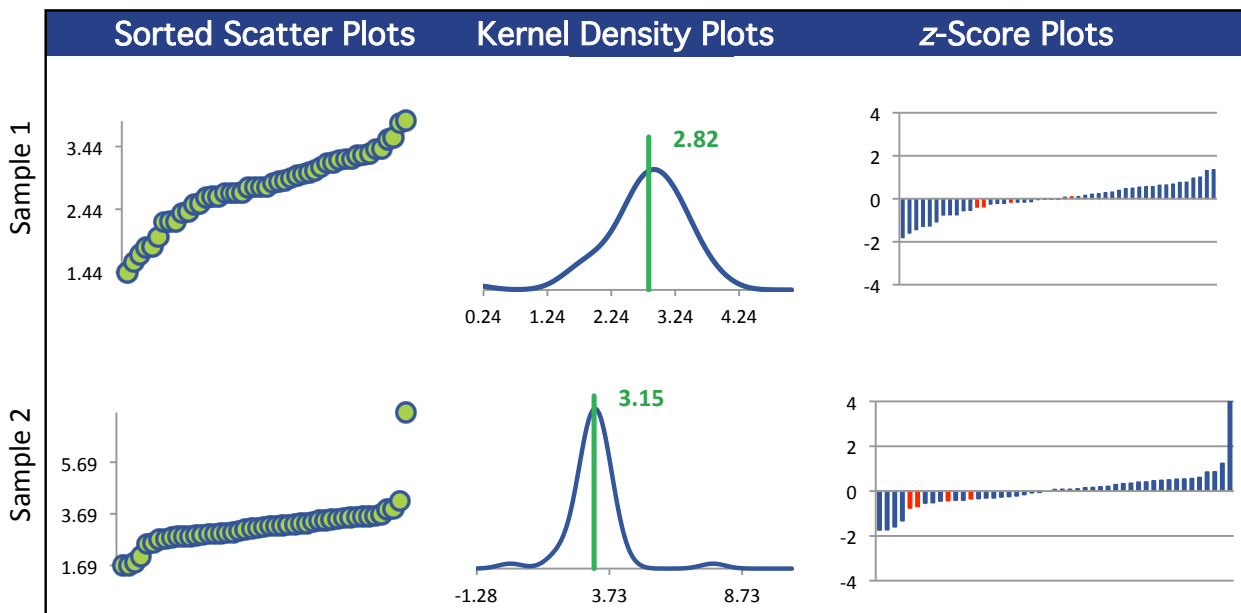 Sorted Scatter Plots
Kernel Density Plots
z-Score Plots
Sample 1
3.44
2.44
1.44
2.82
0.24 1.24 2.24 3.24 4.24
4
2
0
-2
-4
Sample 2
5.69
3.69
1.69
3.15
-1.28 3.73 8.73
4
2
0
-2
-4